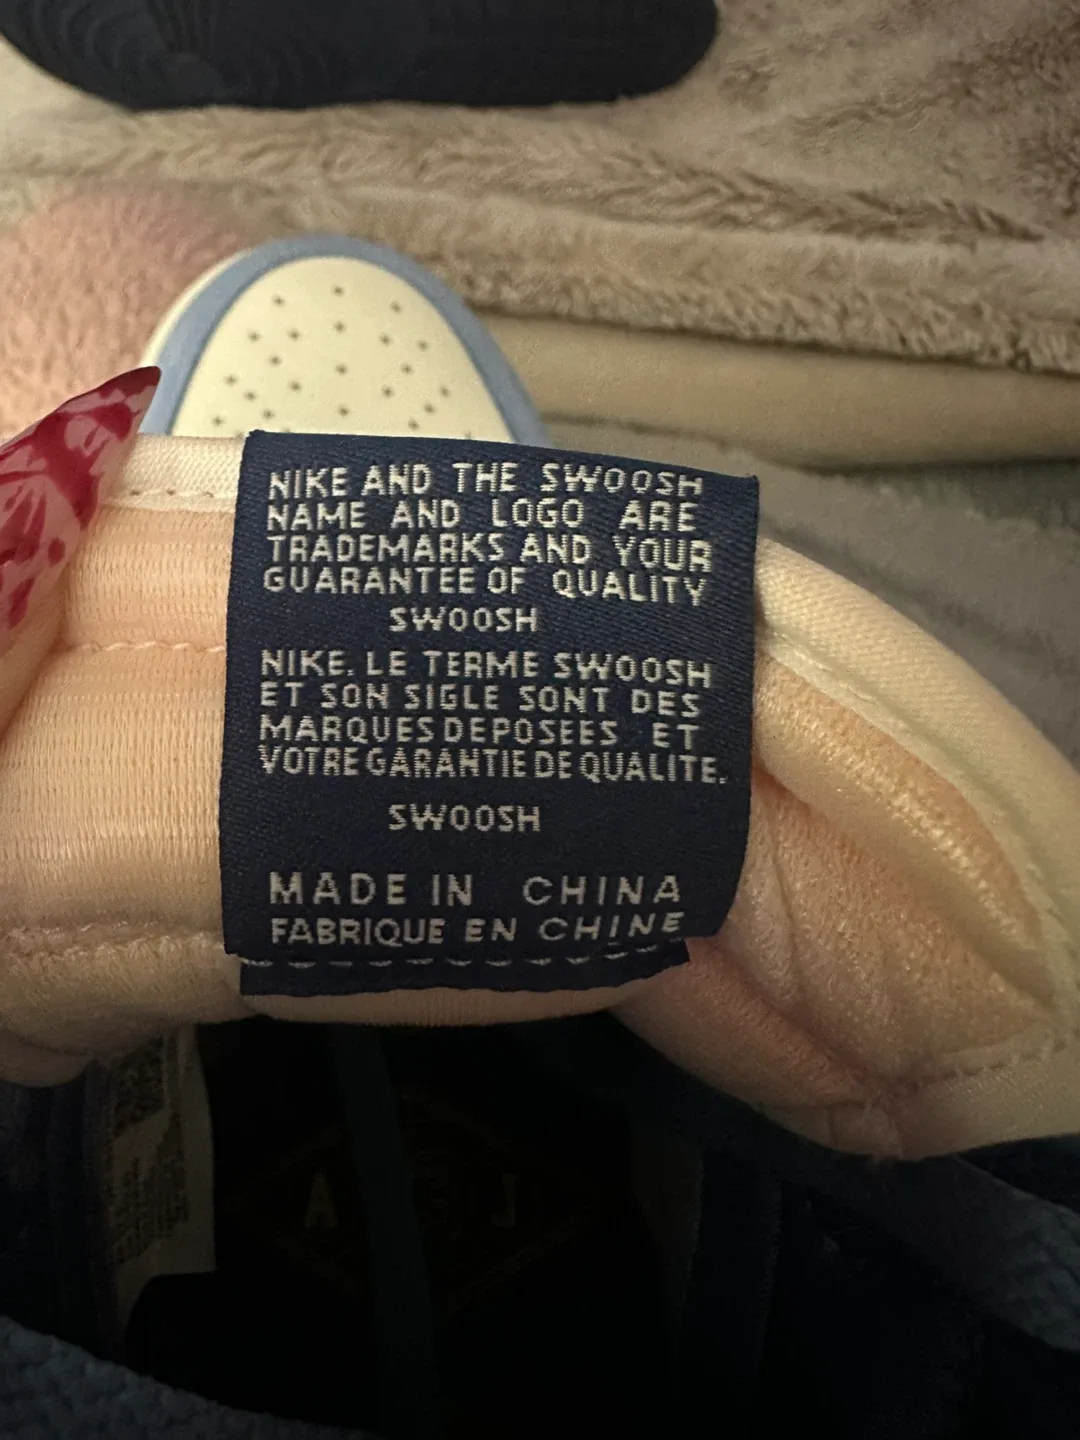 NIKE AND THE SWOOSH
NAME AND LOGO ARE
TRADEMARKS AND YOUR
GUARANTEE OF QUALITY
SWOOSH
NIKE. LE TERME SWOOSH
ET SON SIGLE SONT DES
MARQUES DEPOSEES ET
VOTRE GARANTIE DE QUALITE.
SWOOSH
MADE IN CHINA
FABRIQUE EN CHINE